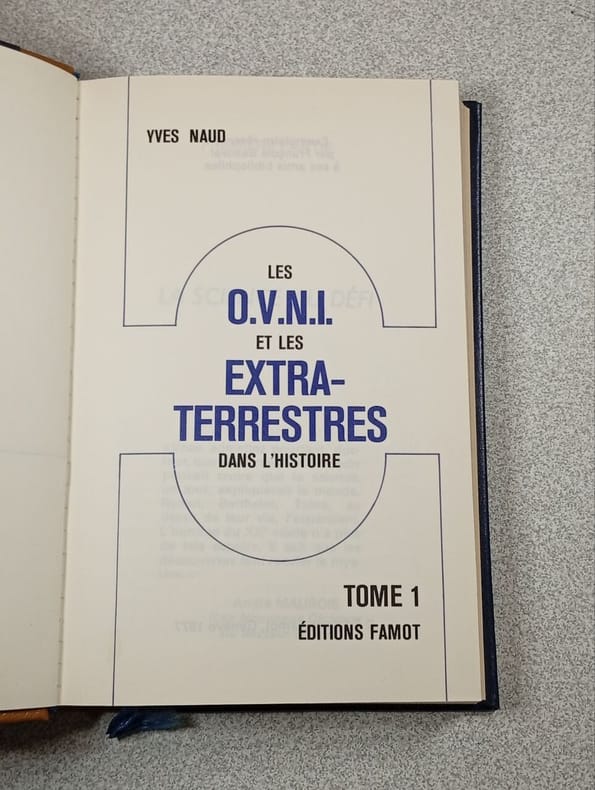 YVES NAUD
LES
O.V.N.I.
ET LES
EXTRA-
TERRESTRES
DANS L'HISTOIRE
TOME 1
ÉDITIONS FAMOT